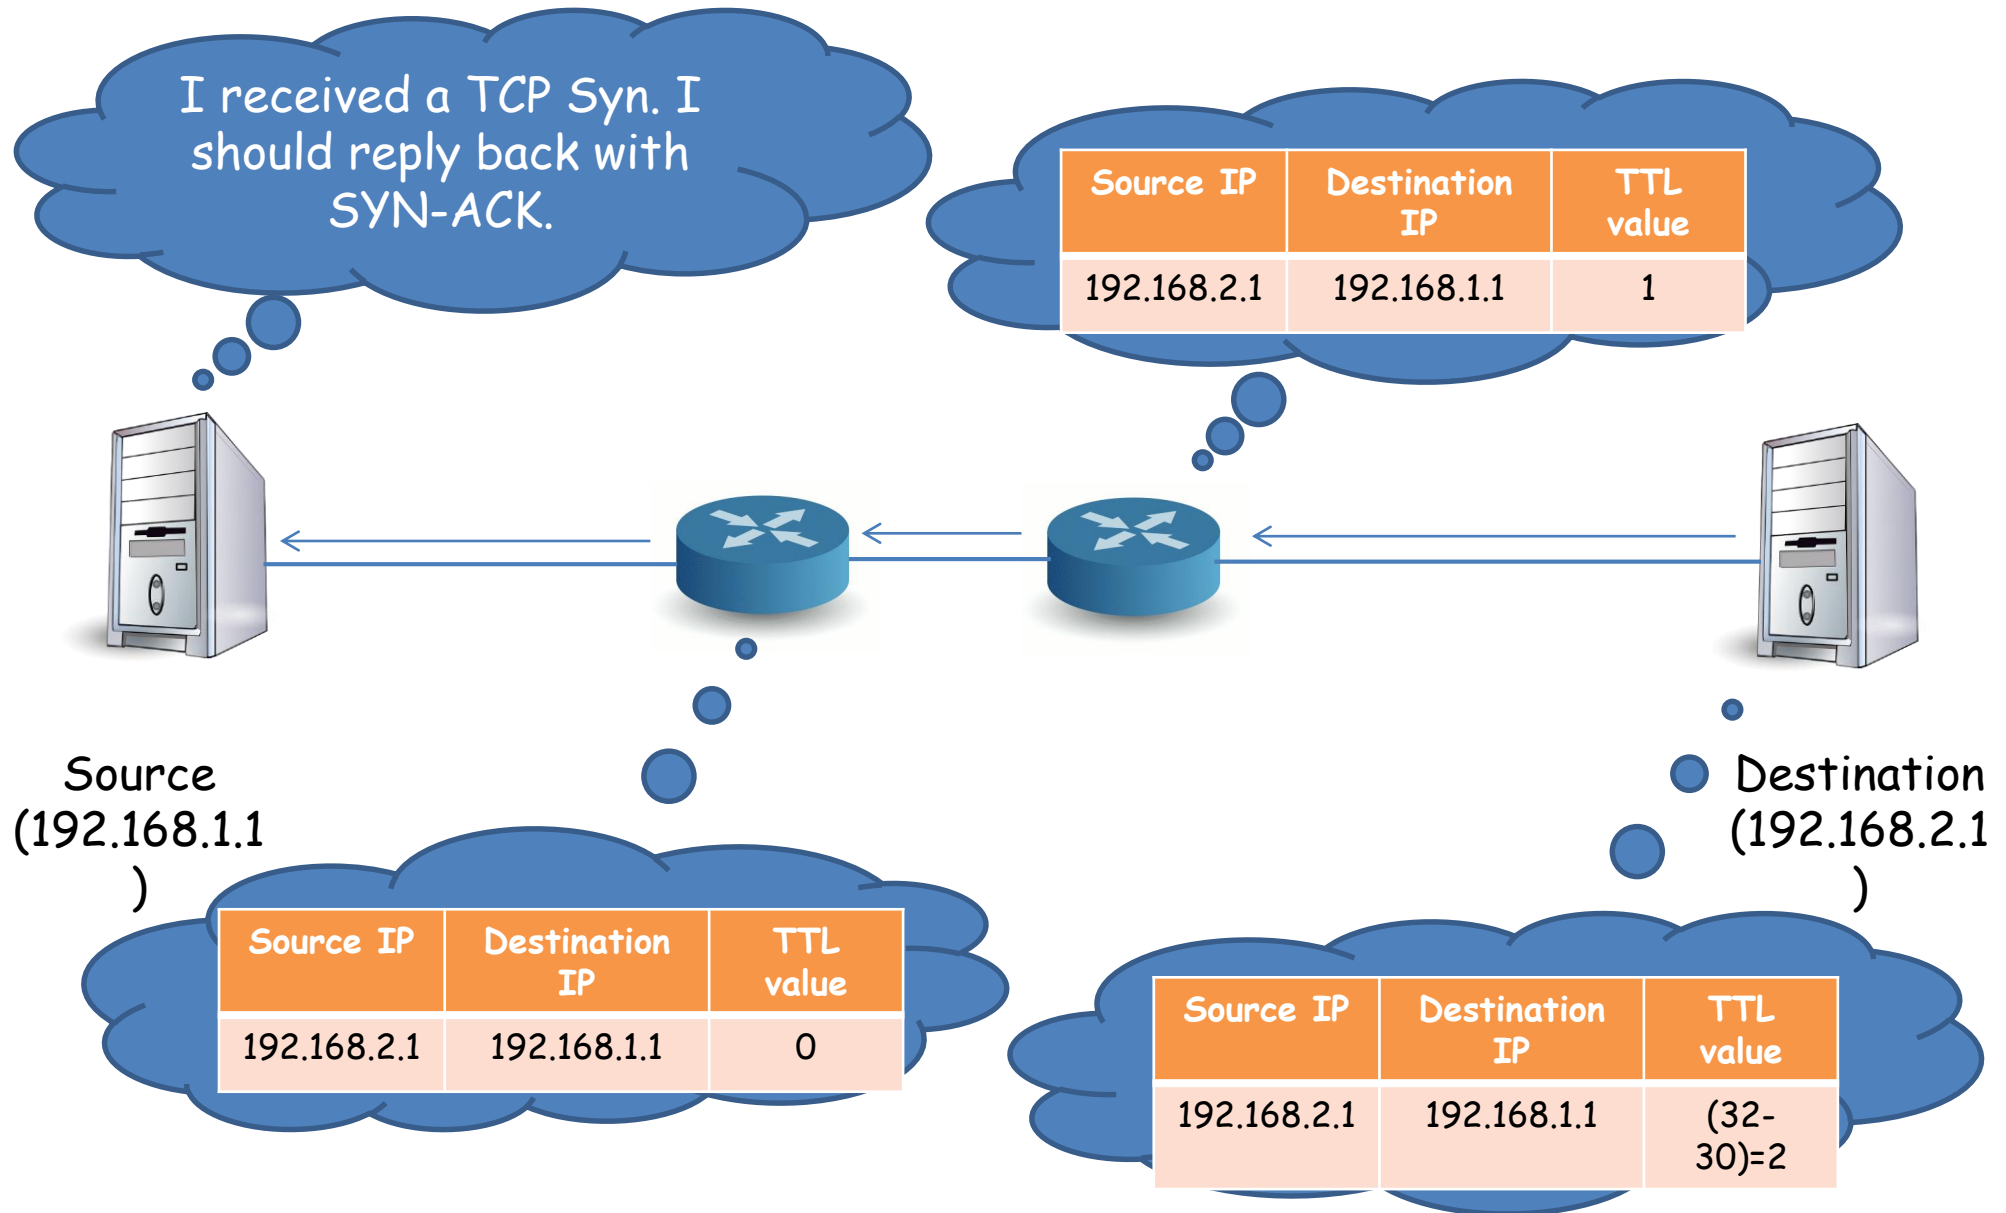 I received a TCP Syn. I
should reply back with
SYN-ACK.
Source IP Destination IP TTL value
192.168.2.1 192.168.1.1 1
Source
(192.168.1.1
)
Destination
(192.168.2.1
)
Source IP Destination IP TTL value
192.168.2.1 192.168.1.1 0
Source IP Destination IP TTL value
192.168.2.1 192.168.1.1 (32-
30)=2